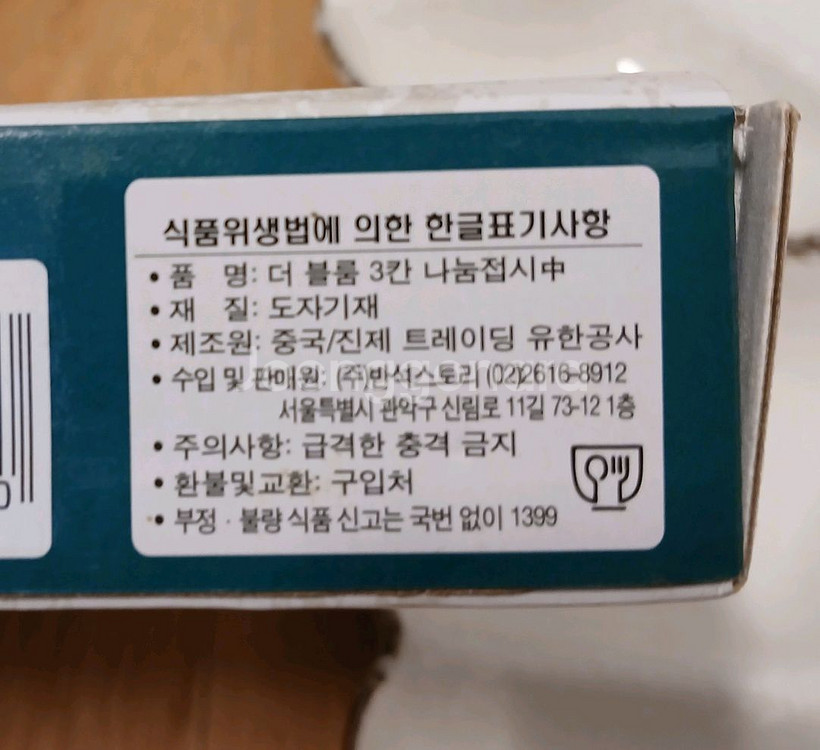 식품위생법에 의한 한글표기사항
• 품 명: 더 블룸 3칸 나눔접시中
• 재 질: 도자기재
• 제조원: 중국/진제 트레이딩 유한공사
• 수입 및 판매원: (주)반석스토리 (02)2616-8912
서울특별시 관악구 신림로 11길 73-12 1층
• 주의사항: 급격한 충격 금지
• 환불및교환: 구입처
• 부정 · 불량 식품 신고는 국번 없이 1399